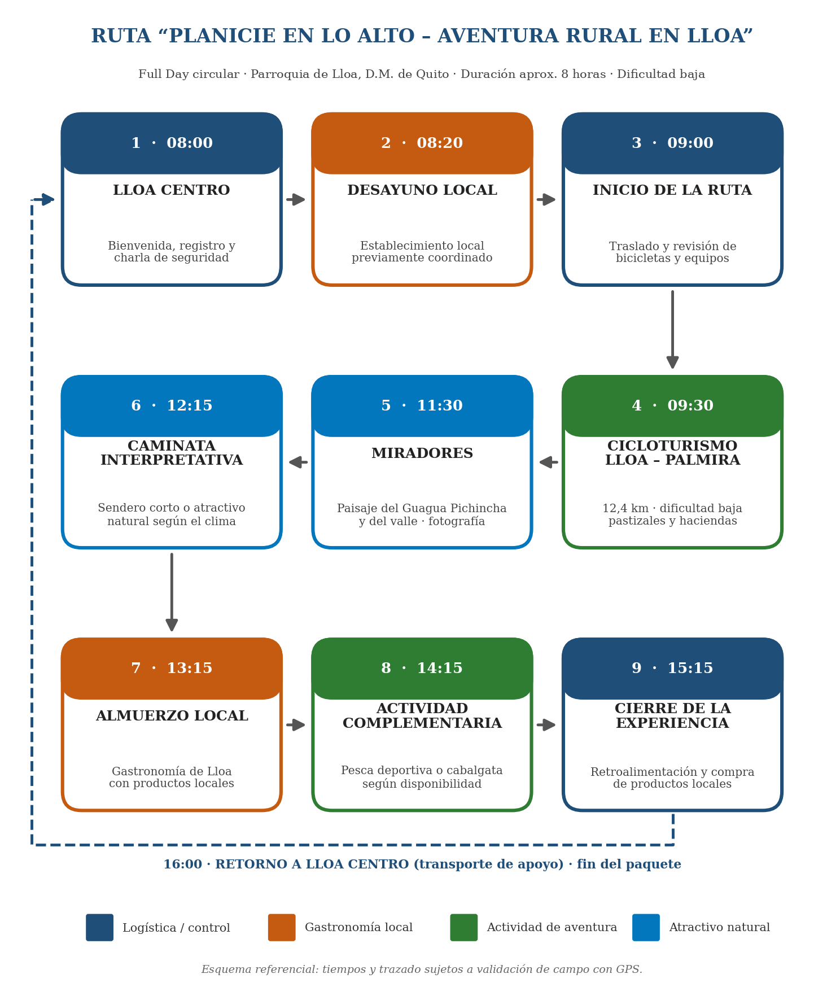 RUTA “PLANICIE EN LO ALTO – AVENTURA RURAL EN LLOA”
Full Day circular · Parroquia de Lloa, D.M. de Quito · Duración aprox. 8 horas · Dificultad baja
1 · 08:00
LLOA CENTRO
Bienvenida, registro y
charla de seguridad
2 · 08:20
DESAYUNO LOCAL
Establecimiento local
previamente coordinado
3 · 09:00
INICIO DE LA RUTA
Traslado y revisión de
bicicletas y equipos
4 · 09:30
CICLOTURISMO
LLOA – PALMIRA
12,4 km · dificultad baja
pastizales y haciendas
5 · 11:30
MIRADORES
Paisaje del Guagua Pichincha
y del valle · fotografía
6 · 12:15
CAMINATA
INTERPRETATIVA
Sendero corto o atractivo
natural según el clima
7 · 13:15
ALMUERZO LOCAL
Gastronomía de Lloa
con productos locales
8 · 14:15
ACTIVIDAD
COMPLEMENTARIA
Pesca deportiva o cabalgata
según disponibilidad
9 · 15:15
CIERRE DE LA
EXPERIENCIA
Retroalimentación y compra
de productos locales
16:00 · RETORNO A LLOA CENTRO (transporte de apoyo) · fin del paquete
Logística / control
Gastronomía local
Actividad de aventura
Atractivo natural
Esquema referencial: tiempos y trazado sujetos a validación de campo con GPS.